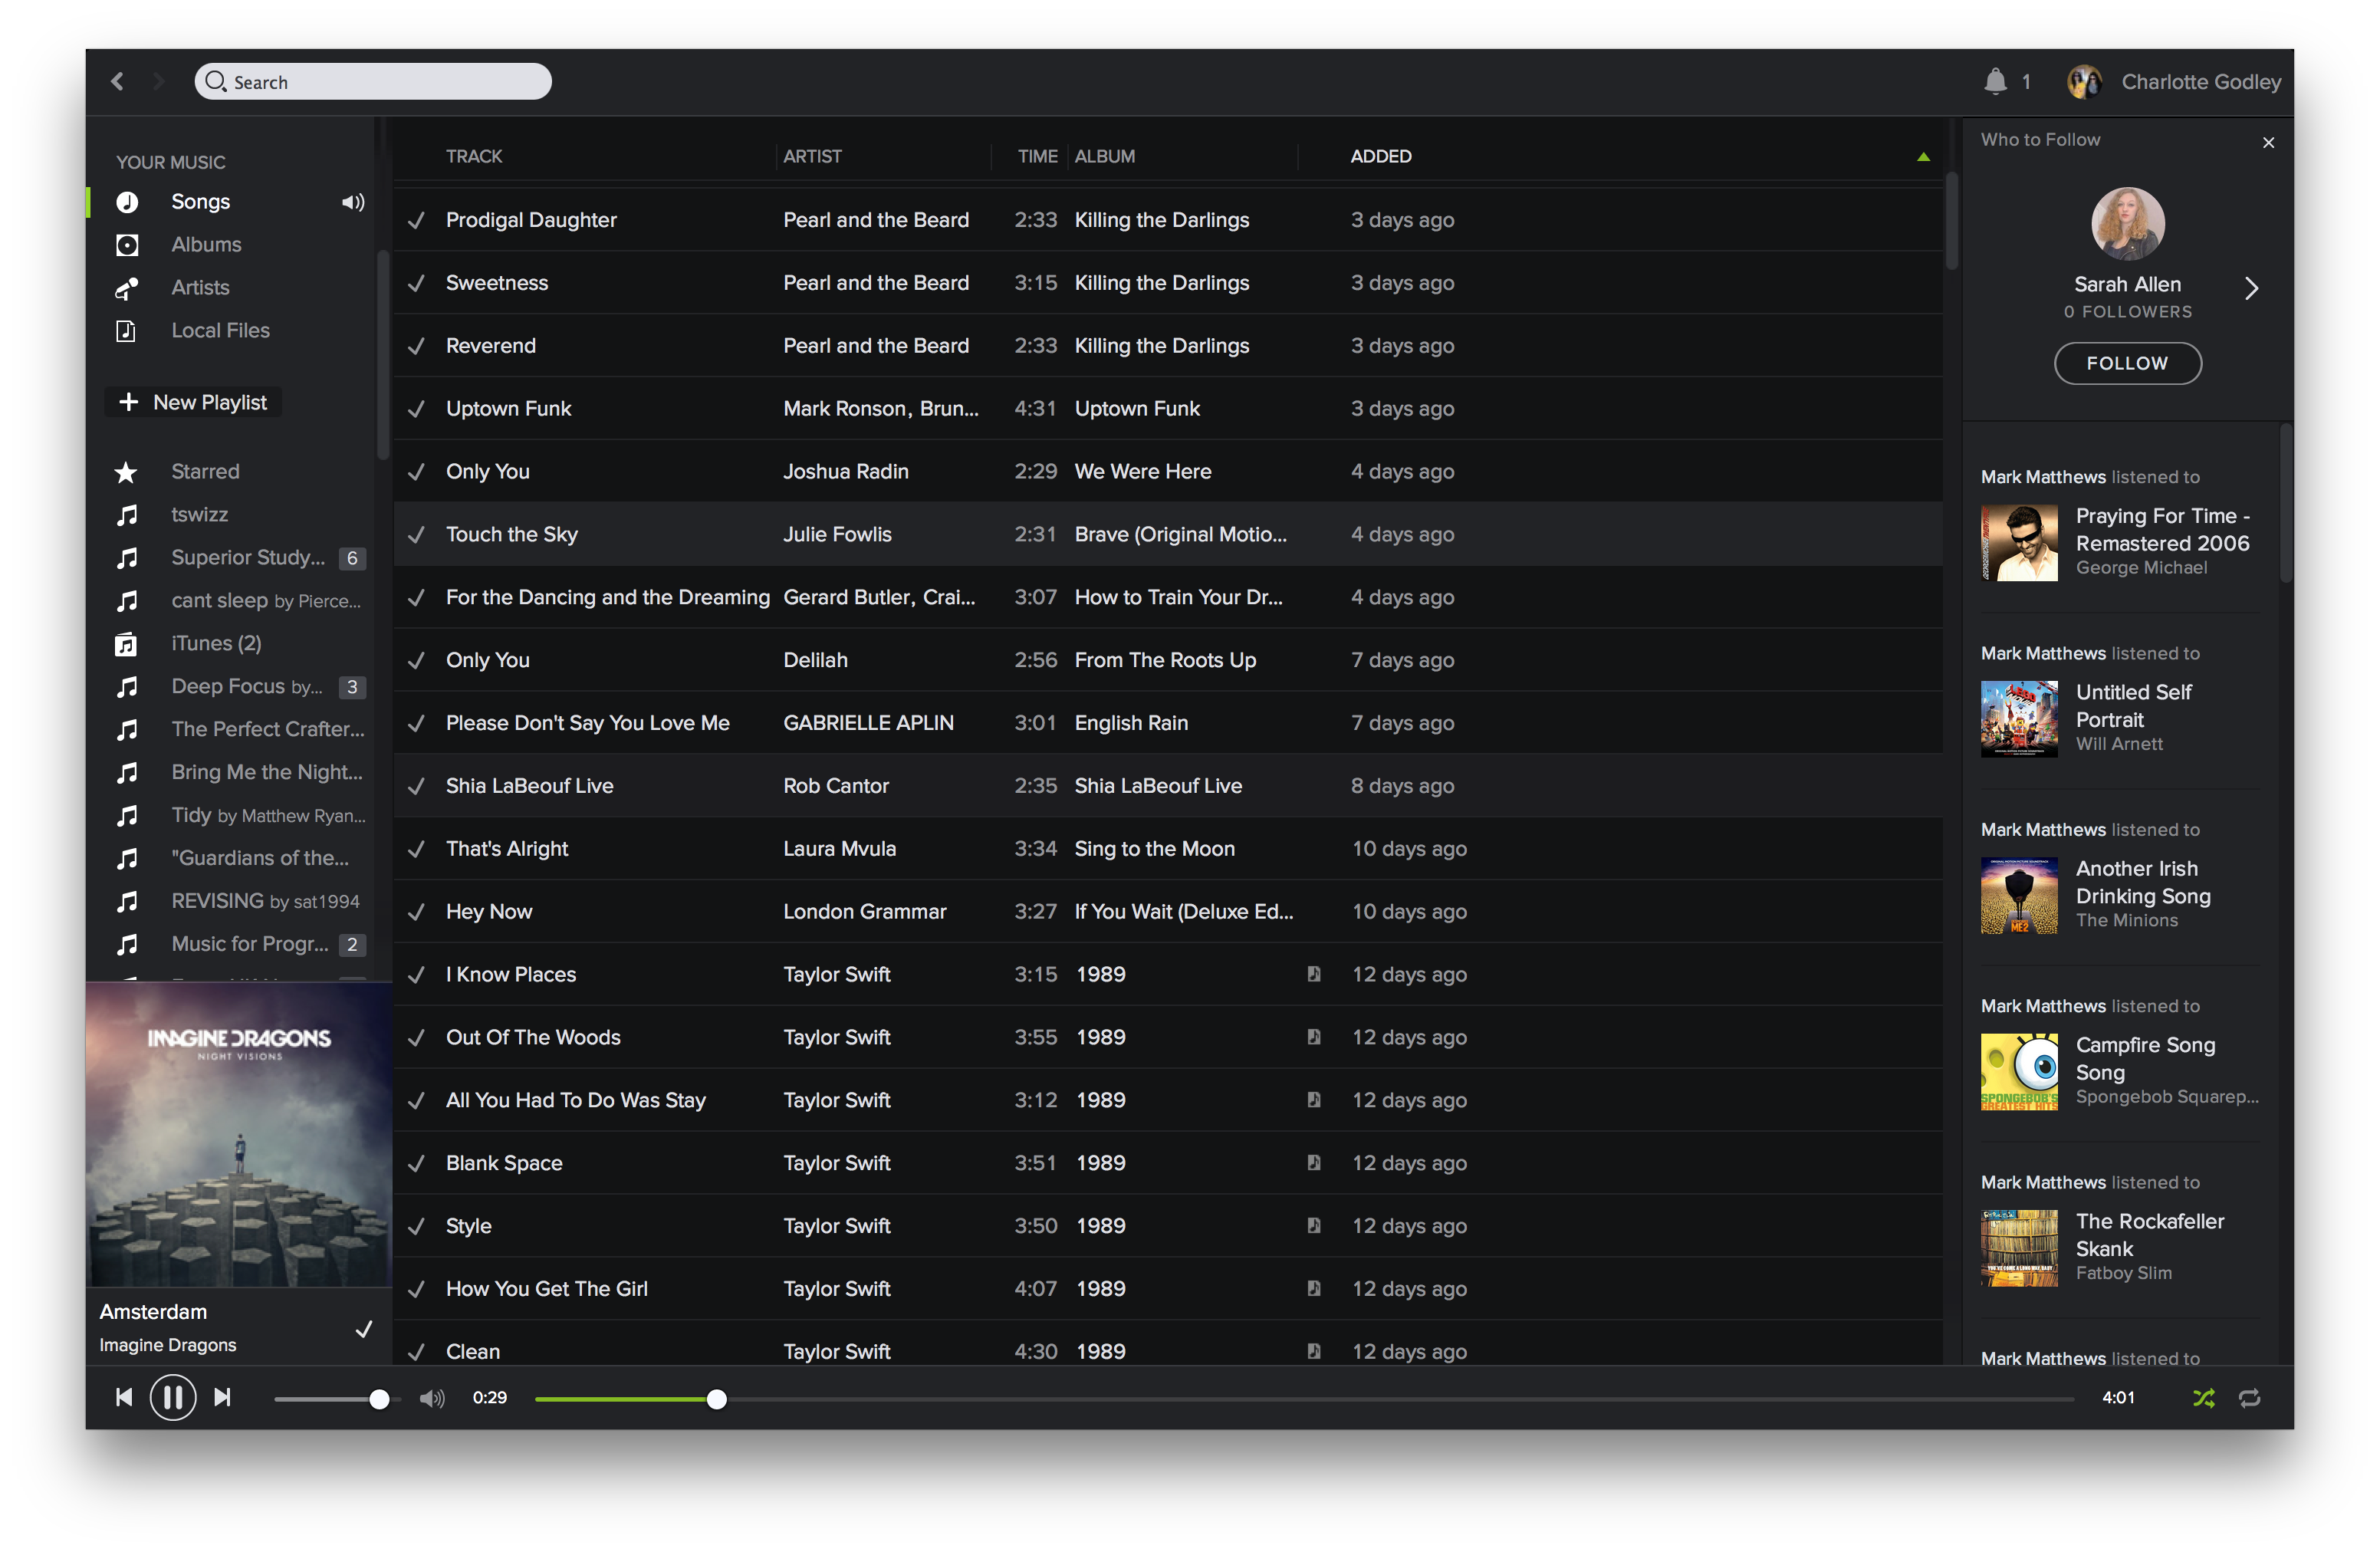 Search
1
Charlotte Godley
YOUR MUSIC
Songs
Albums
Artists
Local Files
New Playlist
Starred
tswizz
Superior Study... 6
cant sleep by Pierce...
iTunes (2)
Deep Focus by... 3
The Perfect Crafter...
Bring Me the Night...
Tidy by Matthew Ryan...
"Guardians of the...
REVISING by sat1994
Music for Progr... 2
IMAGINE DRAGONS
NIGHT VISIONS
Amsterdam
Imagine Dragons
TRACK ARTIST TIME ALBUM ADDED
Prodigal Daughter Pearl and the Beard 2:33 Killing the Darlings 3 days ago
Sweetness Pearl and the Beard 3:15 Killing the Darlings 3 days ago
Reverend Pearl and the Beard 2:33 Killing the Darlings 3 days ago
Uptown Funk Mark Ronson, Brun... 4:31 Uptown Funk 3 days ago
Only You Joshua Radin 2:29 We Were Here 4 days ago
Touch the Sky Julie Fowlis 2:31 Brave (Original Motio... 4 days ago
For the Dancing and the Dreaming Gerard Butler, Crai... 3:07 How to Train Your Dr... 4 days ago
Only You Delilah 2:56 From The Roots Up 7 days ago
Please Don't Say You Love Me GABRIELLE APLIN 3:01 English Rain 7 days ago
Shia LaBeouf Live Rob Cantor 2:35 Shia LaBeouf Live 8 days ago
That's Alright Laura Mvula 3:34 Sing to the Moon 10 days ago
Hey Now London Grammar 3:27 If You Wait (Deluxe Ed... 10 days ago
I Know Places Taylor Swift 3:15 1989 12 days ago
Out Of The Woods Taylor Swift 3:55 1989 12 days ago
All You Had To Do Was Stay Taylor Swift 3:12 1989 12 days ago
Blank Space Taylor Swift 3:51 1989 12 days ago
Style Taylor Swift 3:50 1989 12 days ago
How You Get The Girl Taylor Swift 4:07 1989 12 days ago
Clean Taylor Swift 4:30 1989 12 days ago
Who to Follow
Sarah Allen
0 FOLLOWERS
FOLLOW
Mark Matthews listened to
Praying For Time -
Remastered 2006
George Michael
Mark Matthews listened to
LEGO
Untitled Self
Portrait
Will Arnett
Mark Matthews listened to
ME2
Another Irish
Drinking Song
The Minions
Mark Matthews listened to
SPONGEBOB'S
GREATEST HITS
Campfire Song
Song
Spongebob Squarep...
Mark Matthews listened to
The Rockafeller
Skank
Fatboy Slim
Mark Matthews listened to
0:29
4:01